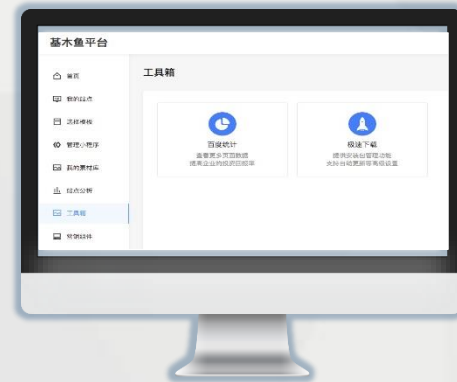 基木鱼平台
首页
我的站点
选择模板
管理小程序
我的素材库
站点分析
工具箱
营销组件
工具箱
百度统计
查看更多页面数据
提高企业的投资回报率
极速下载
提供安装包管理功能
支持自动更新等高级设置